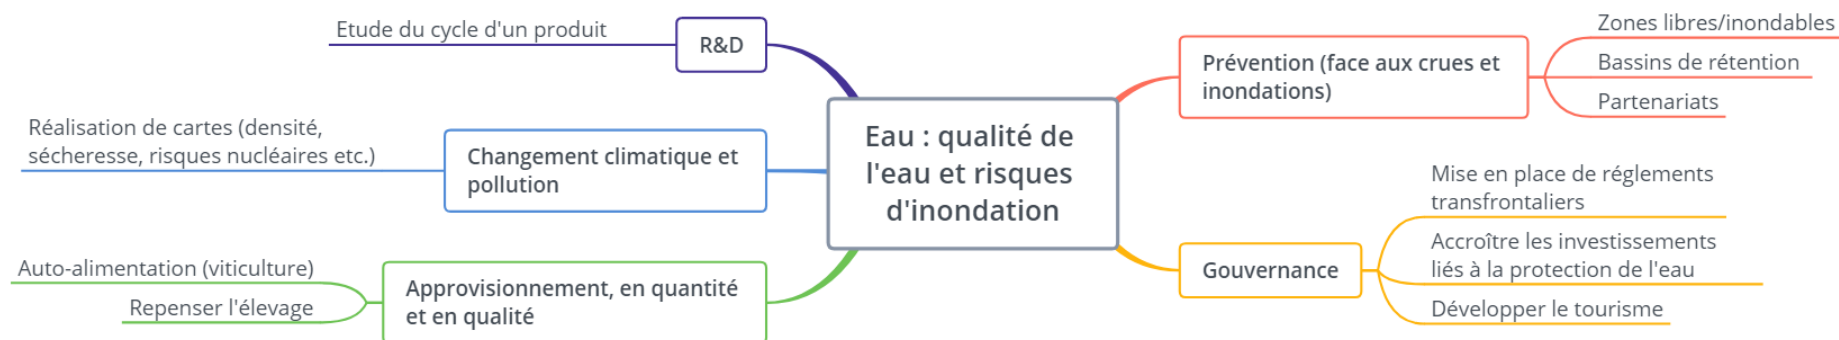 Eau : qualité de
l'eau et risques
d'inondation
R&D
Etude du cycle d'un produit
Changement climatique et
pollution
Réalisation de cartes (densité,
sécheresse, risques nucléaires etc.)
Approvisionnement, en quantité
et en qualité
Auto-alimentation (viticulture)
Repenser l'élevage
Prévention (face aux crues et
inondations)
Zones libres/inondables
Bassins de rétention
Partenariats
Gouvernance
Mise en place de réglements
transfrontaliers
Accroître les investissements
liés à la protection de l'eau
Développer le tourisme